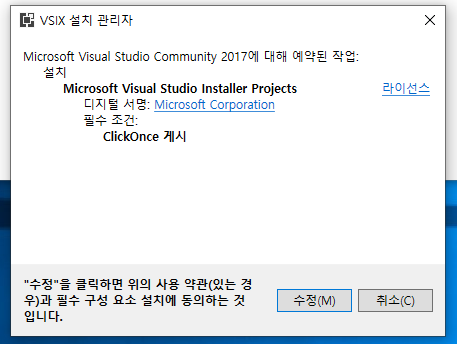 VSIX 설치 관리자
Microsoft Visual Studio Community 2017에 대해 예약된 작업:
설치
Microsoft Visual Studio Installer Projects 라이선스
디지털 서명: Microsoft Corporation
필수 조건:
ClickOnce 게시
"수정"을 클릭하면 위의 사용 약관(있는 경
우)과 필수 구성 요소 설치에 동의하는 것
입니다.
수정(M) 취소(C)